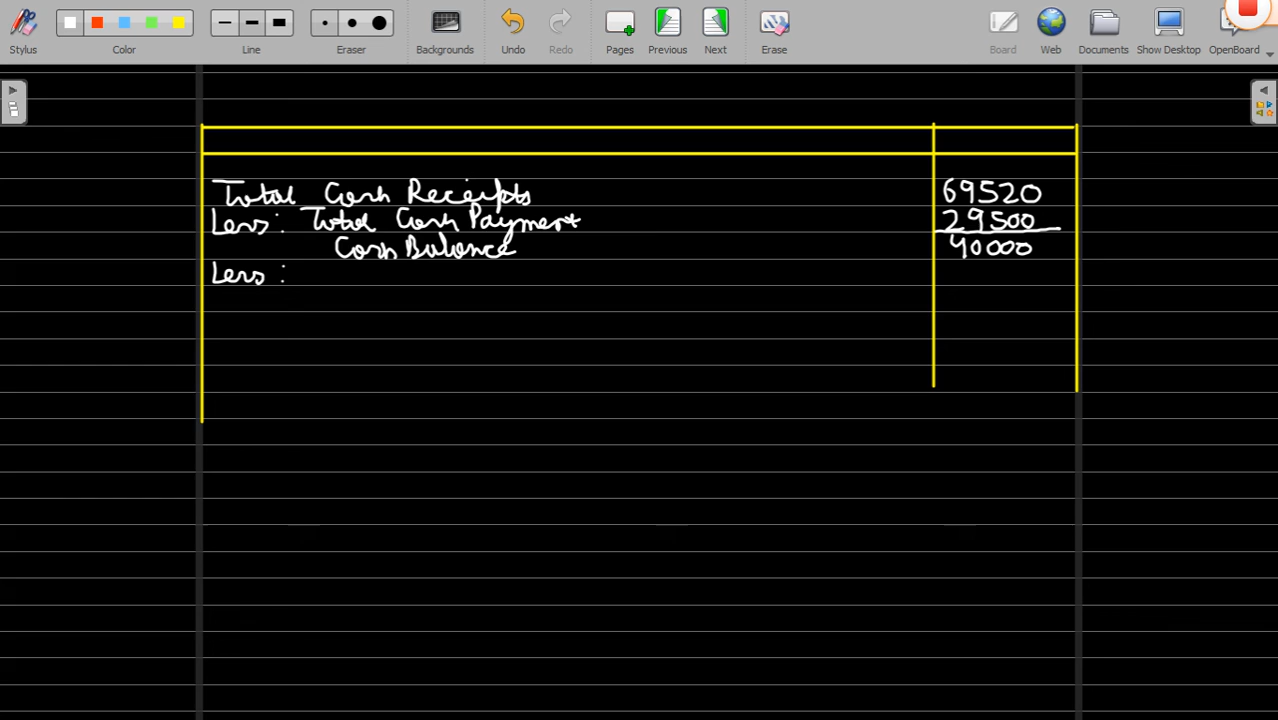 Stylus Color Line Eraser Backgrounds Undo Redo Pages Previous Next Erase Board Web Documents Show Desktop OpenBoard
Total Cash Receipts 69520
Less: Total Cash Payment 29500
Cash Balance 40000
Less: